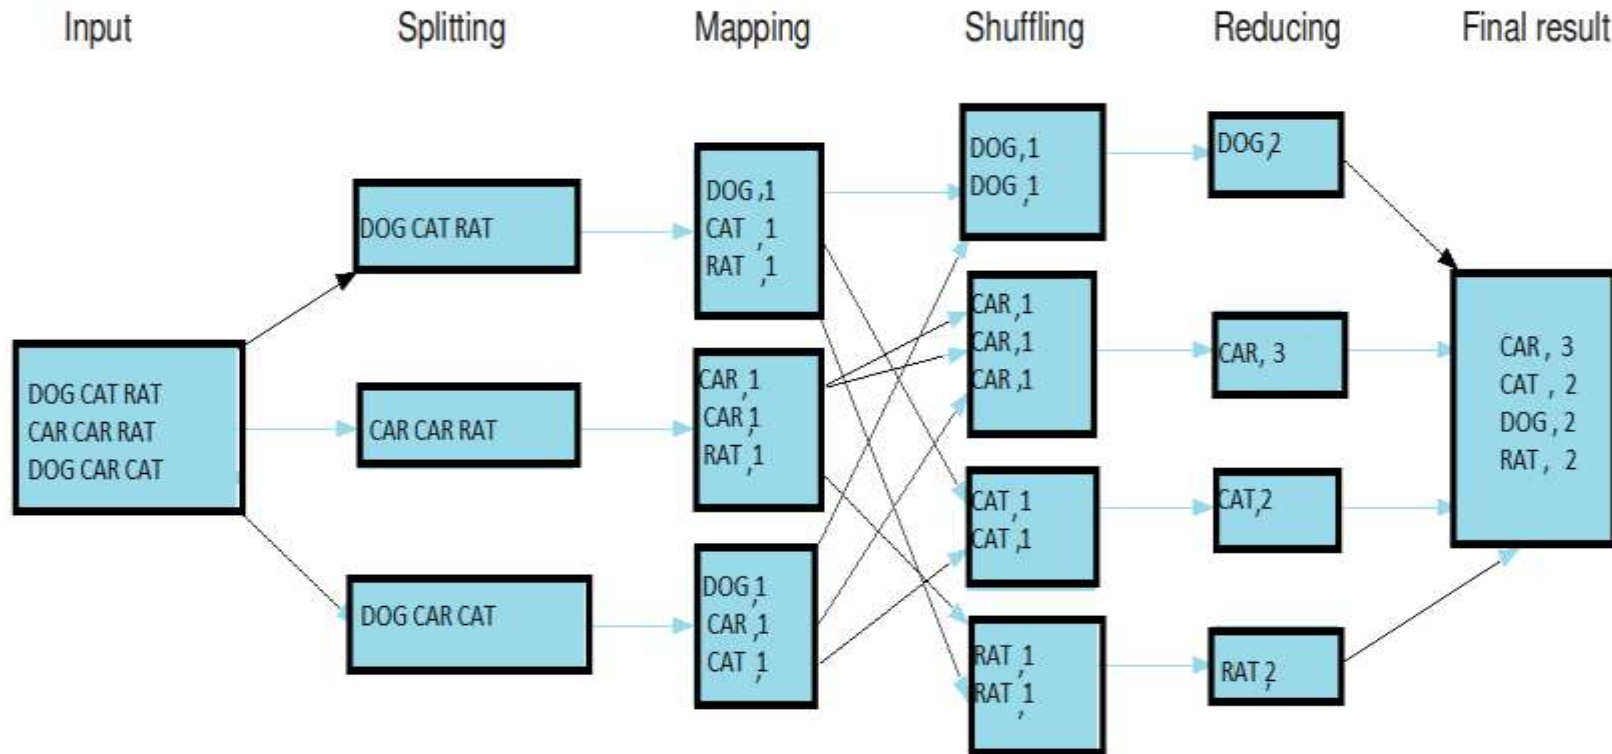 Input Splitting Mapping Shuffling Reducing Final result
DOG CAT RAT
CAR CAR RAT
DOG CAR CAT
DOG CAT RAT
CAR CAR RAT
DOG CAR CAT
DOG ,1
CAT ,1
RAT ,1
CAR ,1
CAR ,1
RAT ,1
DOG ,1
CAR ,1
CAT ,1
DOG ,1
DOG ,1
CAR ,1
CAR ,1
CAR ,1
CAT ,1
CAT ,1
RAT ,1
RAT ,1
DOG,2
CAR, 3
CAT,2
RAT,2
CAR , 3
CAT , 2
DOG , 2
RAT , 2